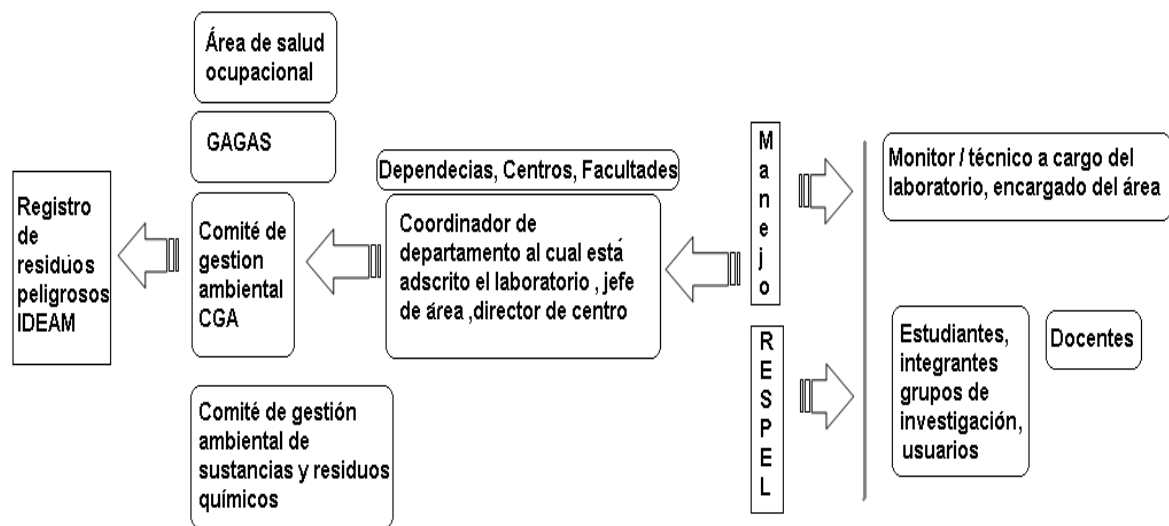 Área de salud
ocupacional
GAGAS
Registro
de
residuos
peligrosos
IDEAM
Comité de
gestion
ambiental
CGA
Comité de gestión
ambiental de
sustancias y residuos
químicos
Dependecias, Centros, Facultades
Coordinador de
departamento al cual está
adscrito el laboratorio , jefe
de área ,director de centro
Manejo
RESPEL
Monitor / técnico a cargo del
laboratorio, encargado del área
Estudiantes,
integrantes
grupos de
investigación,
usuarios
Docentes